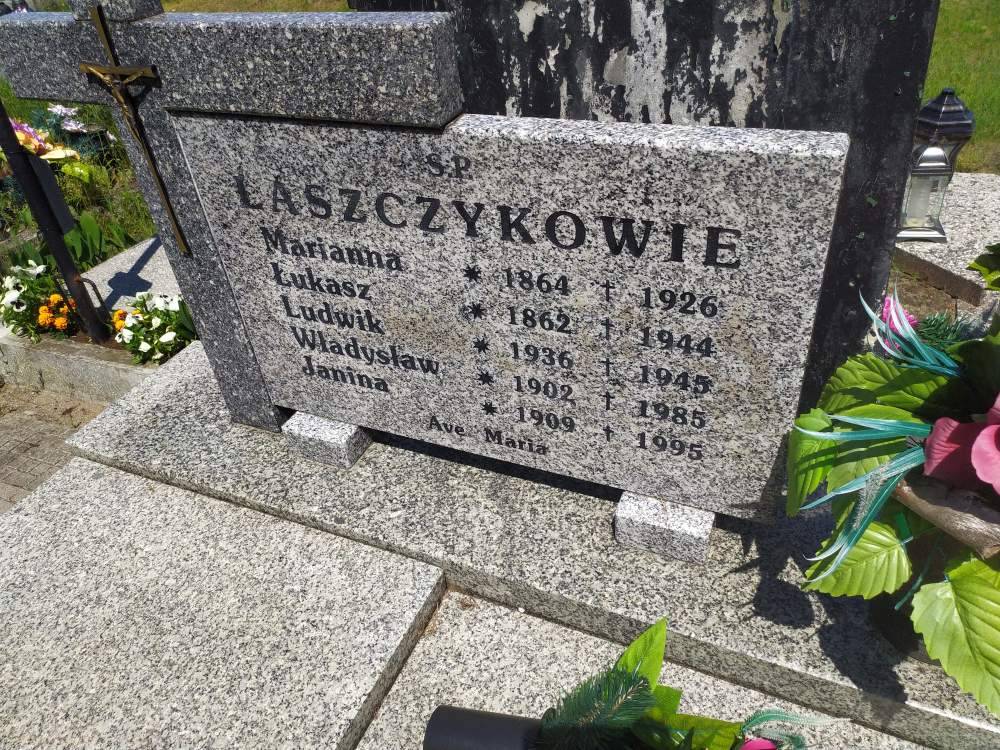 Ś.P.
ŁASZCZYKOWIE
Marianna * 1864 † 1926
Łukasz * 1862 † 1944
Ludwik * 1936 † 1945
Władysław * 1902 † 1985
Janina * 1909 † 1995
Ave Maria